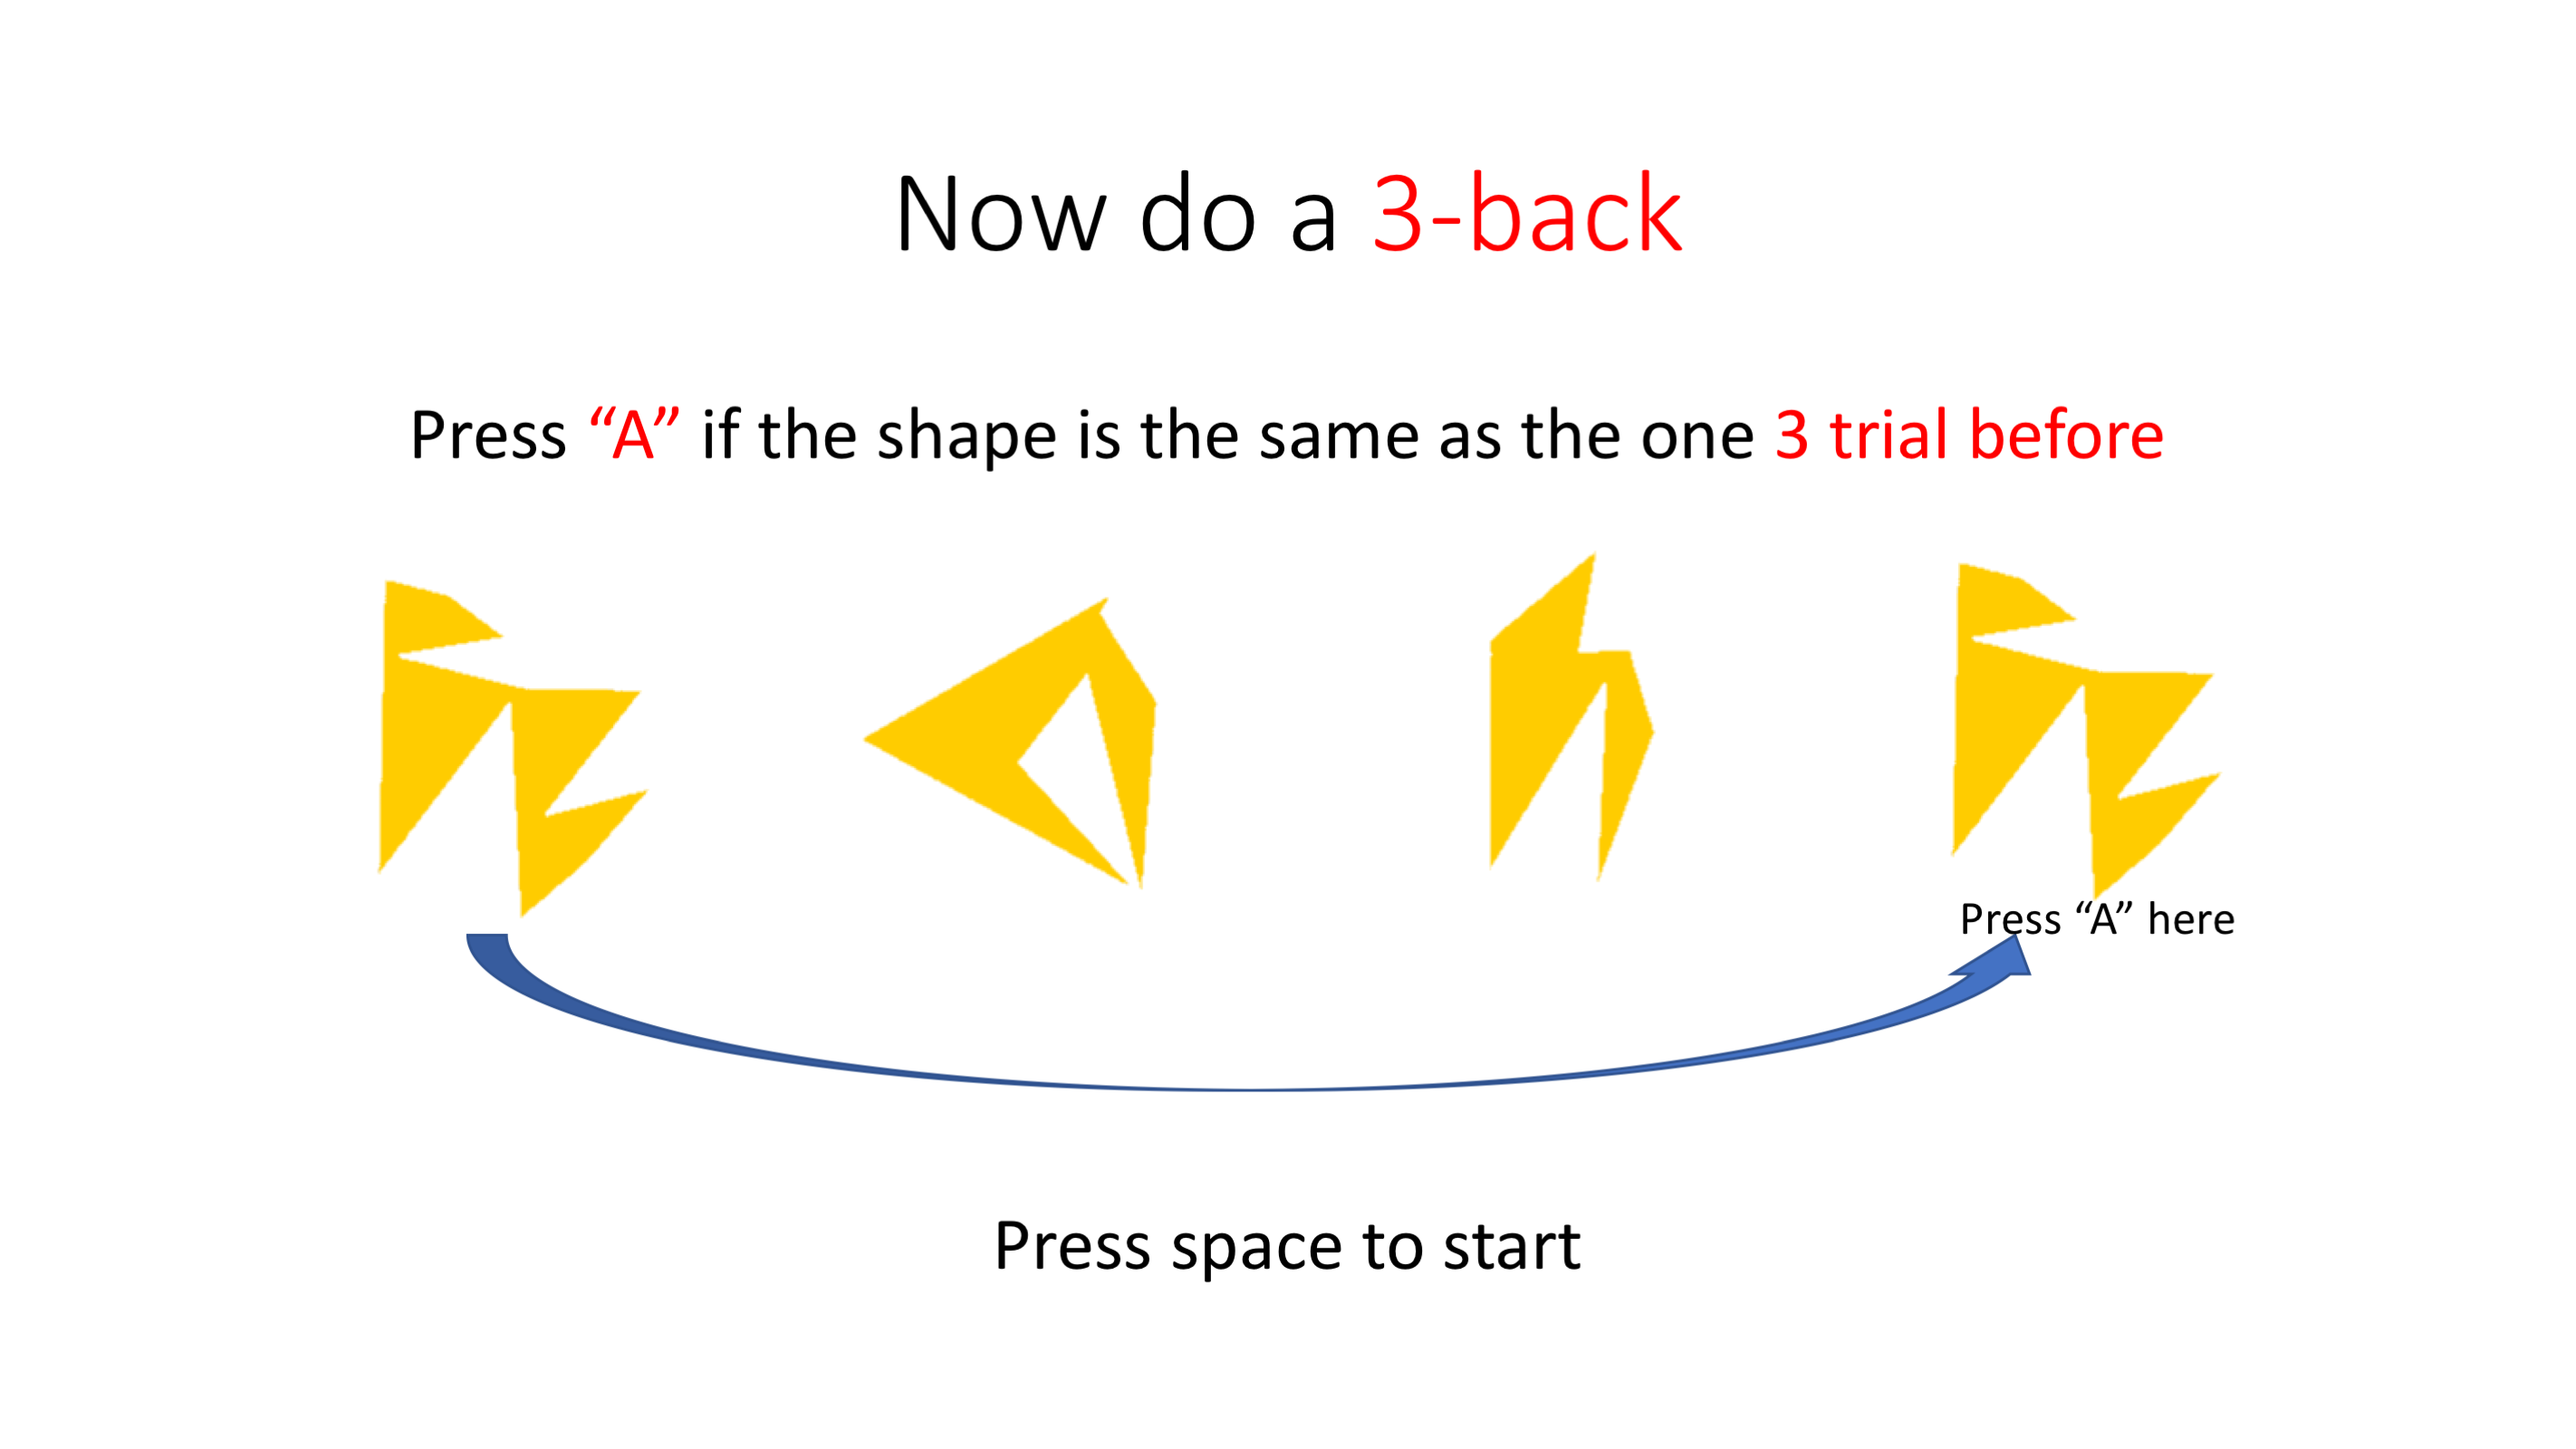 Now do a 3-back
Press “A” if the shape is the same as the one 3 trial before
Press “A” here
Press space to start